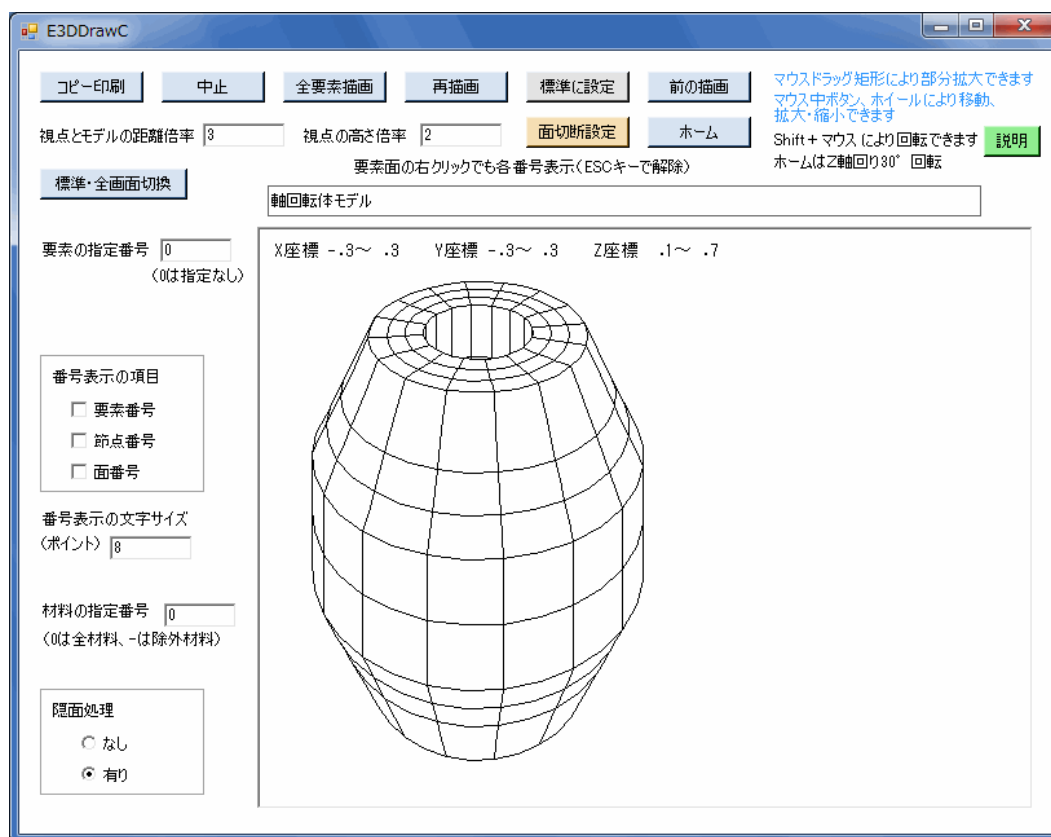 E3DDrawC
コピー印刷
中止
全要素描画
再描画
標準に設定
前の描画
マウスドラッグ矩形により部分拡大できます
マウス中ボタン、ホイールにより移動、
拡大・縮小できます
視点とモデルの距離倍率 3
視点の高さ倍率 2
面切断設定
ホーム
Shift+マウス により回転できます
ホームはZ軸回り30° 回転
説明
標準・全画面切換
要素面の右クリックでも各番号表示(ESCキーで解除)
軸回転体モデル
要素の指定番号 0
(0は指定なし)
X座標 -.3～ .3 Y座標 -.3～ .3 Z座標 .1～ .7
番号表示の項目
要素番号
節点番号
面番号
番号表示の文字サイズ
(ポイント) 8
材料の指定番号 0
(0は全材料、-は除外材料)
隠面処理
なし
有り